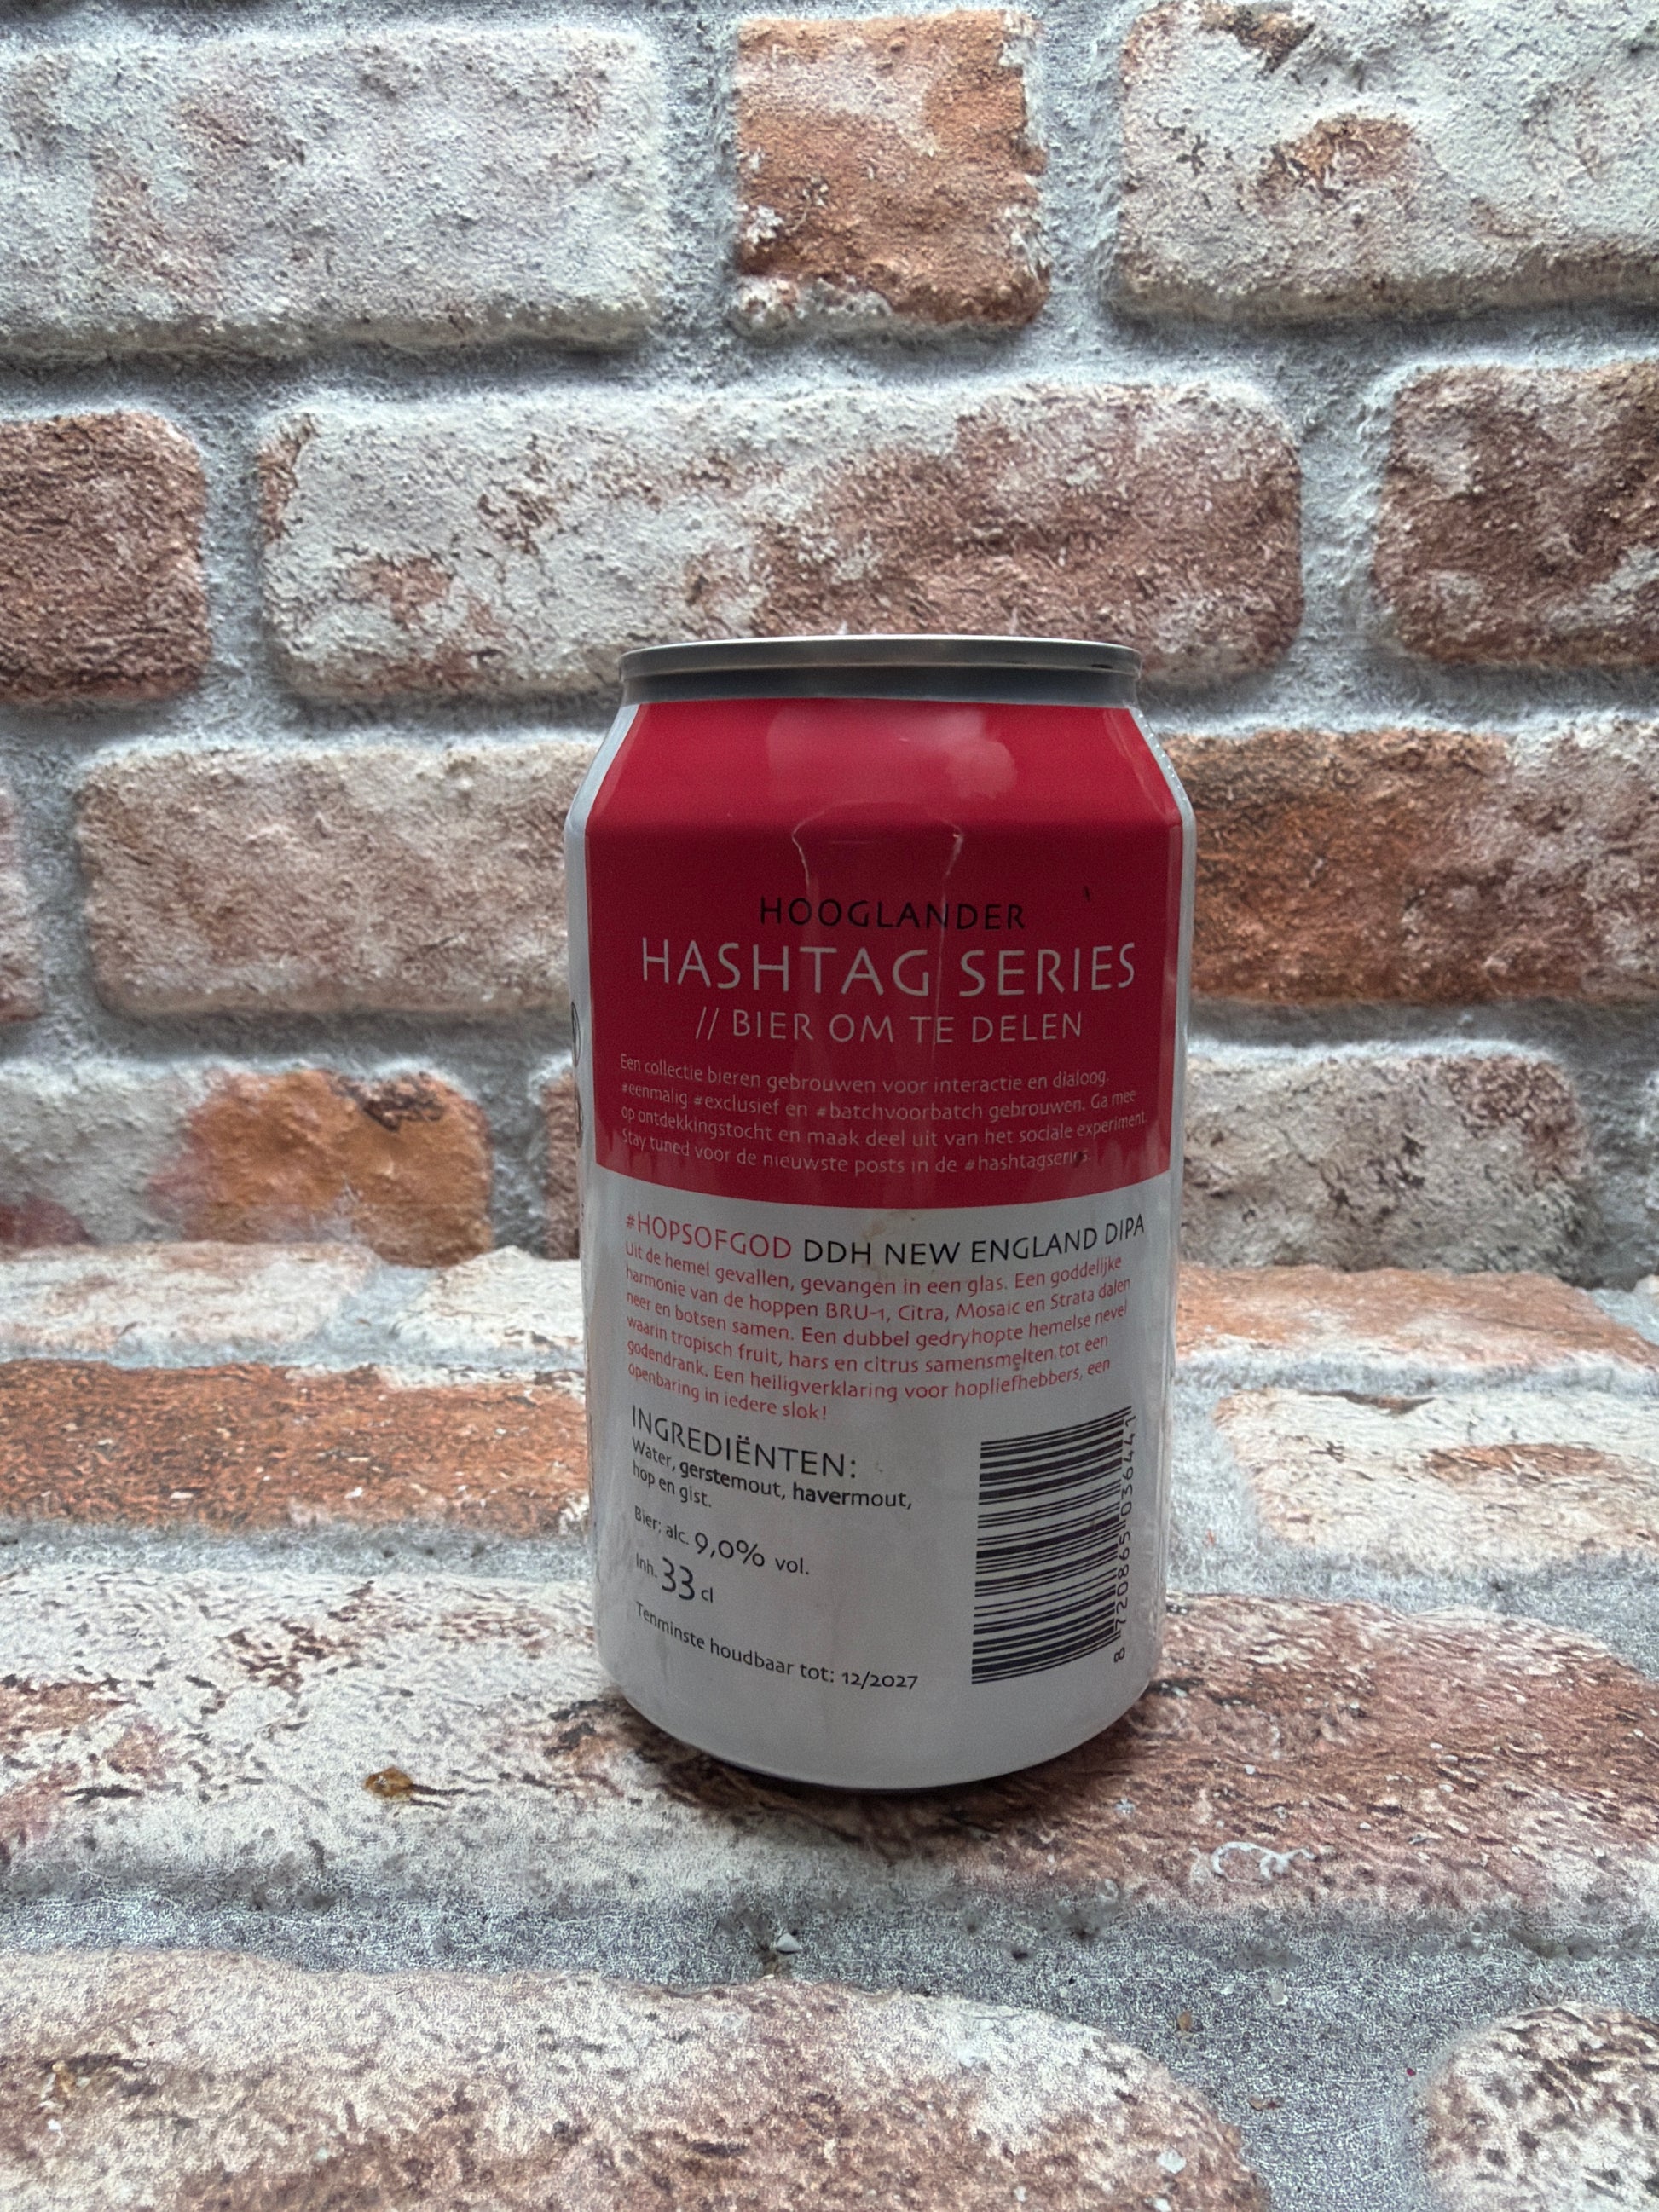 HOOGLANDER
HASHTAG SERIES
// BIER OM TE DELEN
Een collectie bieren gebrouwen voor interactie en dialoog.
#eenmalig #exclusief en #batchvoorbatch gebrouwen. Ga mee
op ontdekkingstocht en maak deel uit van het sociale experiment.
Stay tuned voor de nieuwste posts in de #hashtagseries
#HOPSOFGOD DDH NEW ENGLAND DIPA
Uit de hemel gevallen, gevangen in een glas. Een goddelijke
harmonie van de hoppen BRU-1, Citra, Mosaic en Strata dalen
neer en botsen samen. Een dubbel gedryhopte hemelse nevel
waarin tropisch fruit, hars en citrus samensmelten tot een
godendrank. Een heiligverklaring voor hopliefhebbers, een
openbaring in iedere slok!
INGREDIËNTEN:
Water, gerstemout, havermout,
hop en gist.
Bier; alc. 9,0% vol.
Inh. 33 cl
Tenminste houdbaar tot: 12/2027
8 720865 036441